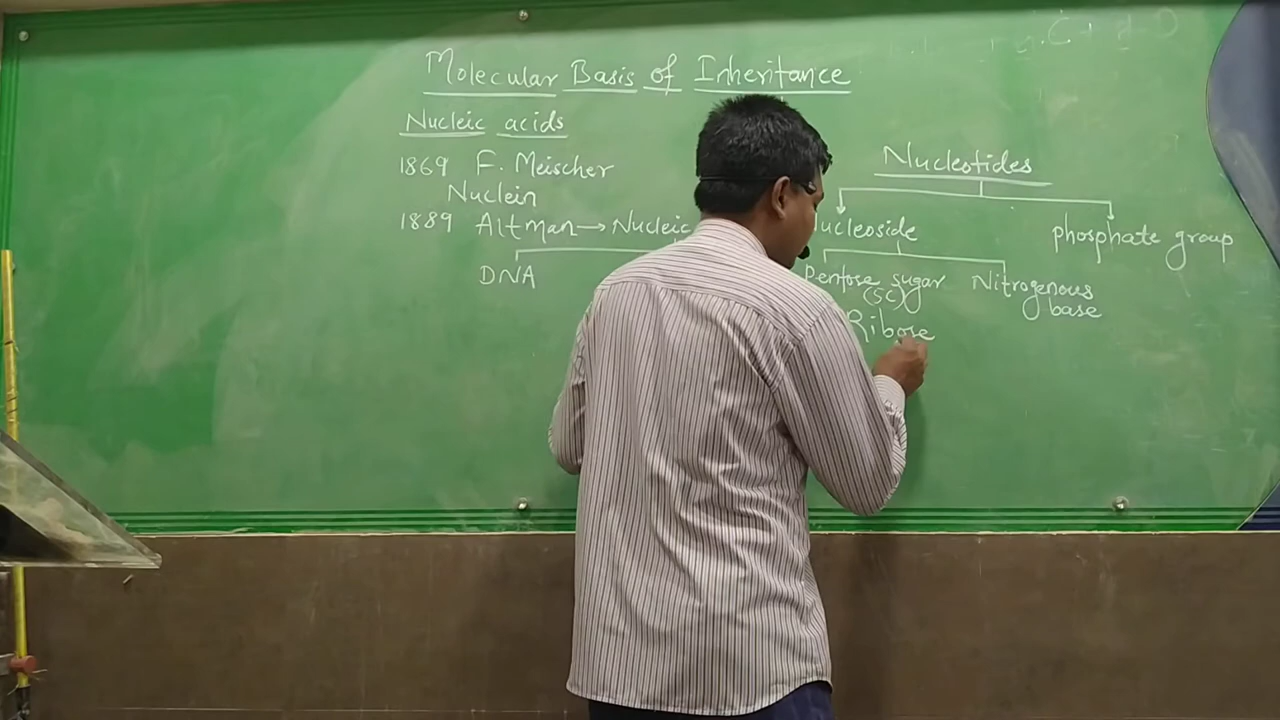 Molecular Basis of Inheritance
Nucleic acids
1869 F. Meischer
Nuclein
1889 Altman → Nucleic
DNA
Nucleotides
Nucleoside
phosphate group
Pentose sugar
(5C)
Nitrogenous
base
Ribose